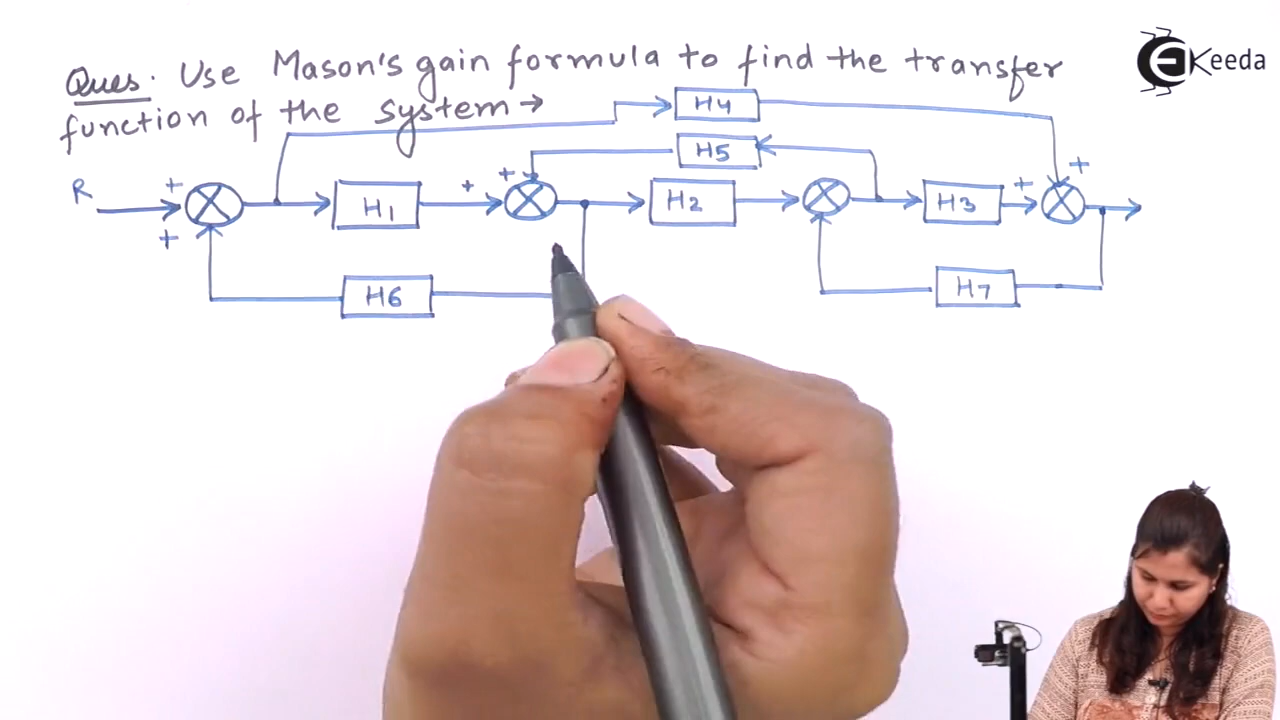 Ques. Use Mason's gain formula to find the transfer
function of the system →
EKeeda
H4
H5
R + + H1 + + H2 H3 + +
H6
H7